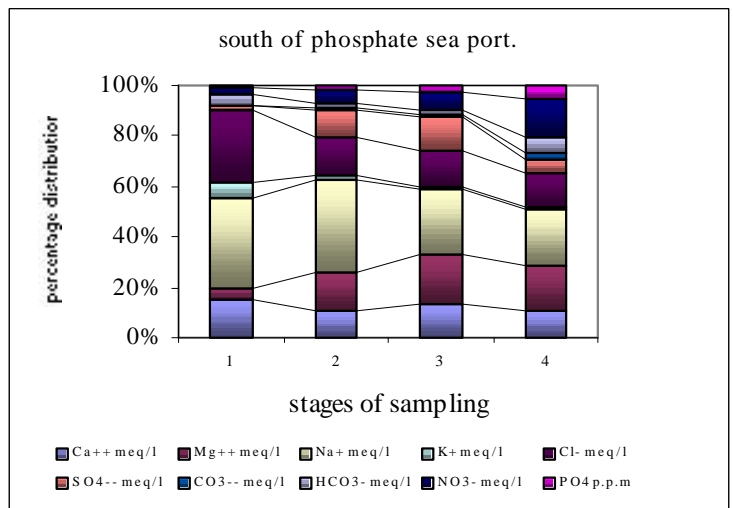 south of phosphate sea port.
percentage distribution
100%
80%
60%
40%
20%
0%
1 2 3 4
stages of sampling
Ca++ meq/l Mg++ meq/l Na+ meq/l K+ meq/l Cl- meq/l
SO4-- meq/l CO3-- meq/l HCO3- meq/l NO3- meq/l PO4 p.p.m